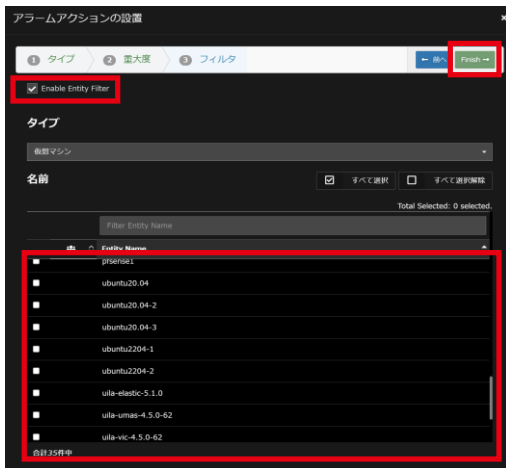 アラームアクションの設置 ×
1 タイプ 2 重大度 3 フィルタ ← 前へ Finish →
Enable Entity Filter
タイプ
仮想マシン
名前 すべて選択 すべて選択解除
Total Selected: 0 selected.
Filter Entity Name
Entity Name
prsense1
ubuntu20.04
ubuntu20.04-2
ubuntu20.04-3
ubuntu2204-1
ubuntu2204-2
uila-elastic-5.1.0
uila-umas-4.5.0-62
uila-vic-4.5.0-62
合計35件中